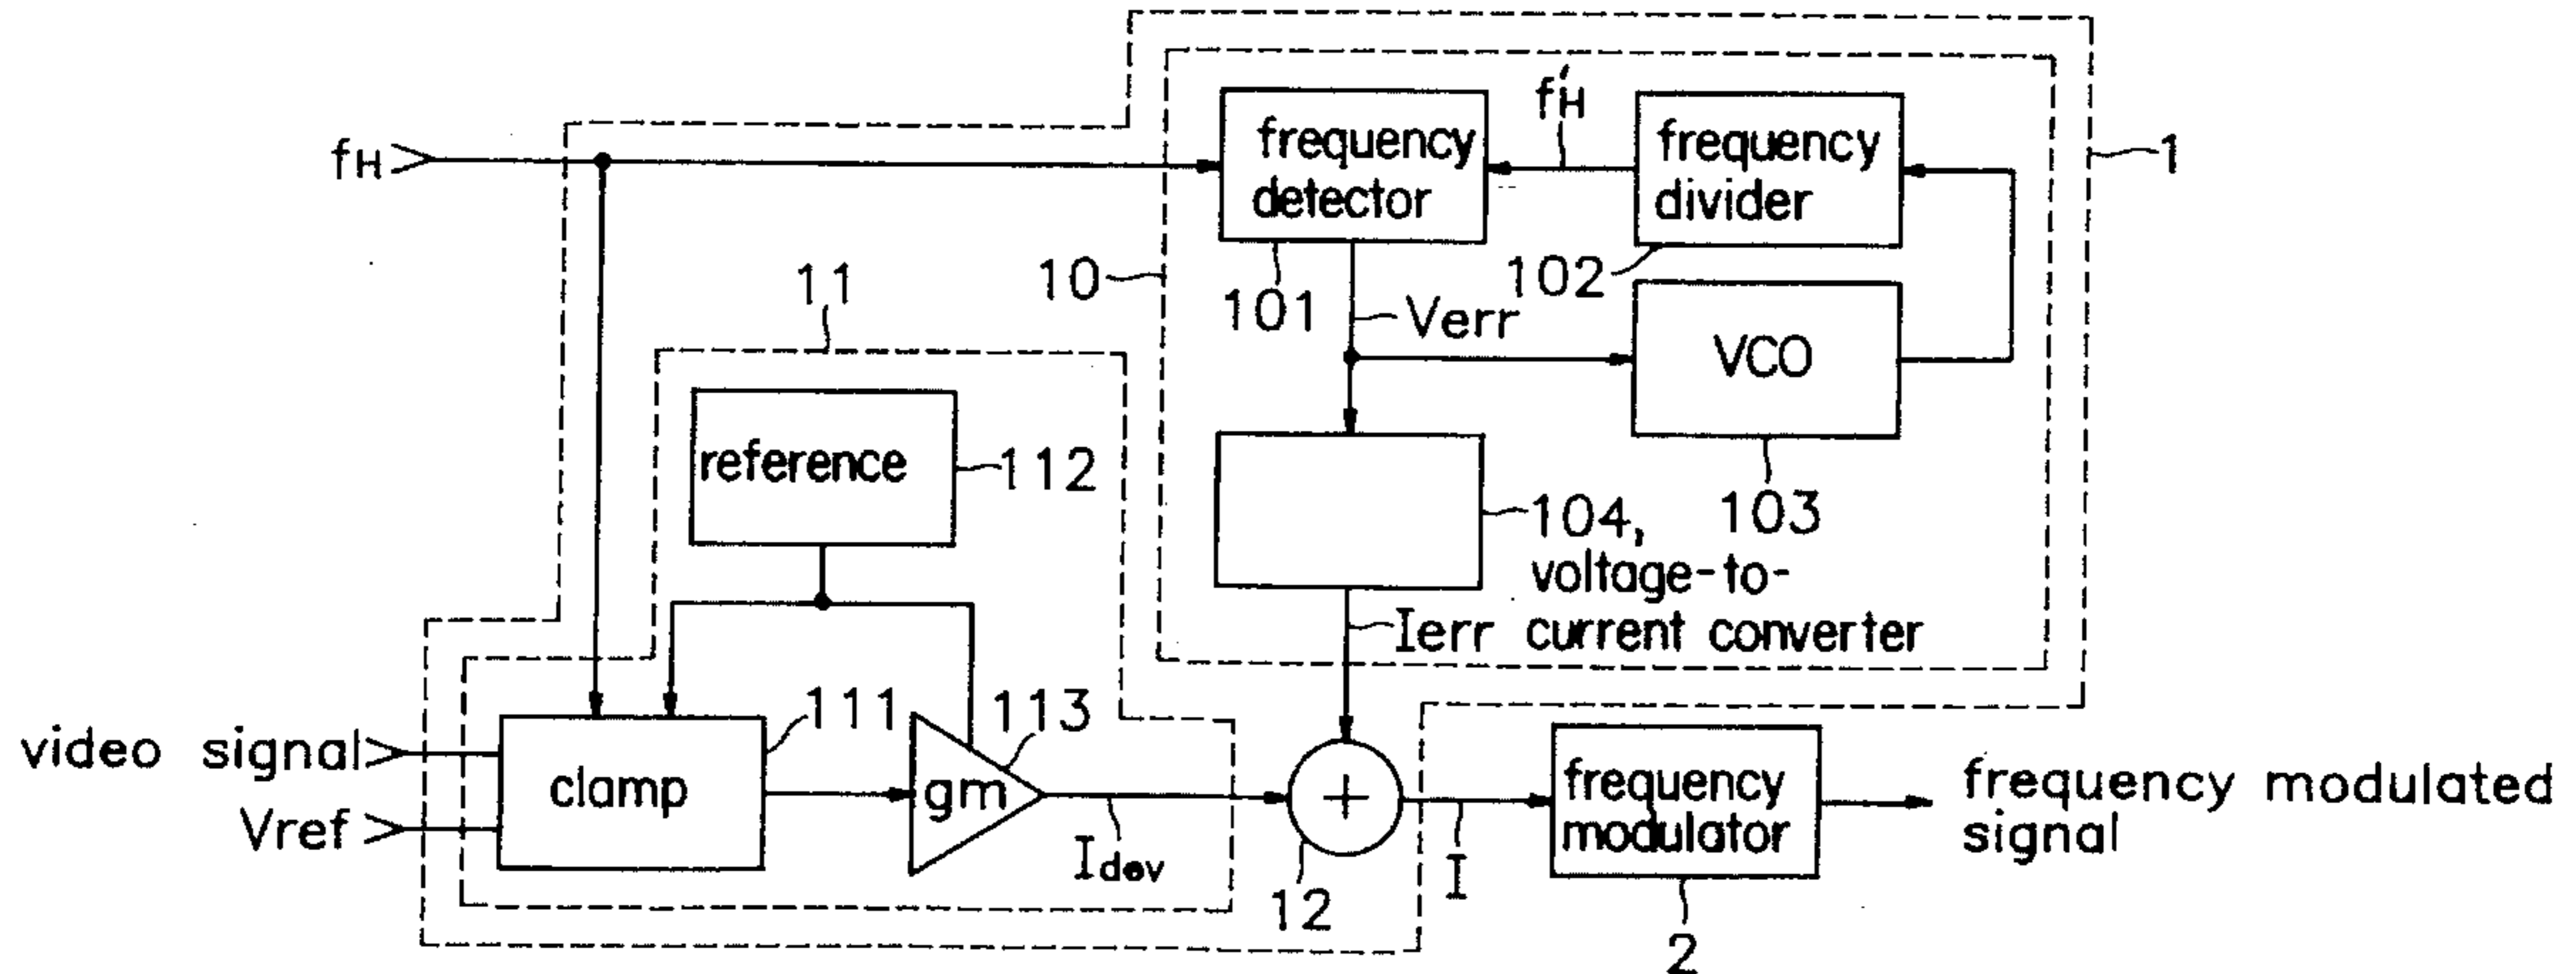 fH
frequency
detector
f'H
frequency
divider
1
10
101
102
Verr
VCO
103
11
reference
112
104,
voltage-to-
Ierr current converter
video signal
Vref
clamp
111
gm
113
Idev
+
12
I
frequency
modulator
2
frequency modulated
signal